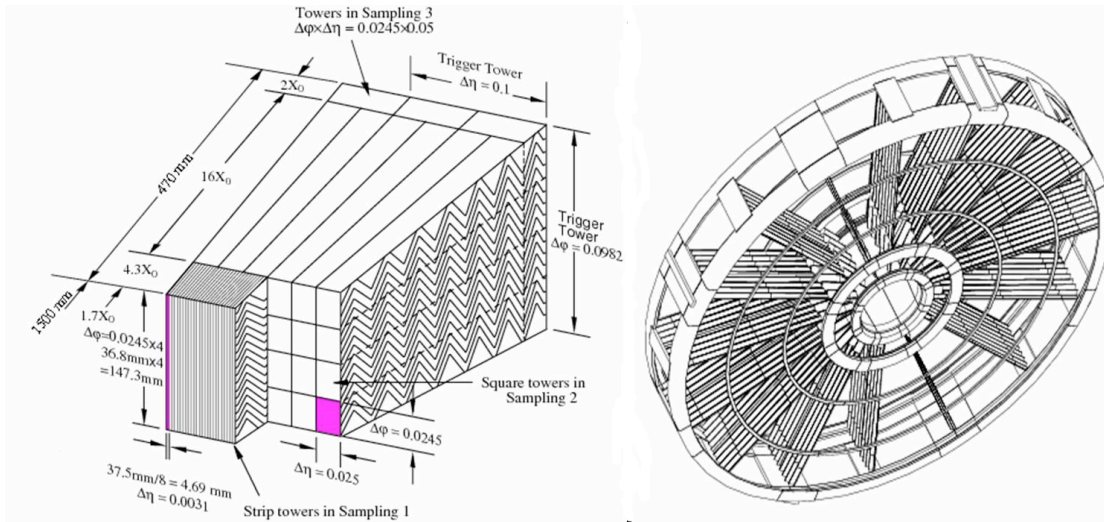 Towers in Sampling 3
Δφ×Δη = 0.0245×0.05
Trigger Tower
Δη = 0.1
2X₀
470 mm
16X₀
Trigger
Tower
Δφ = 0.0982
4.3X₀
1500 mm
1.7X₀
Δφ=0.0245x4
36.8mmx4
=147.3mm
Square towers in
Sampling 2
Δφ = 0.0245
Δη = 0.025
37.5mm/8 = 4.69 mm
Δη = 0.0031
Strip towers in Sampling 1